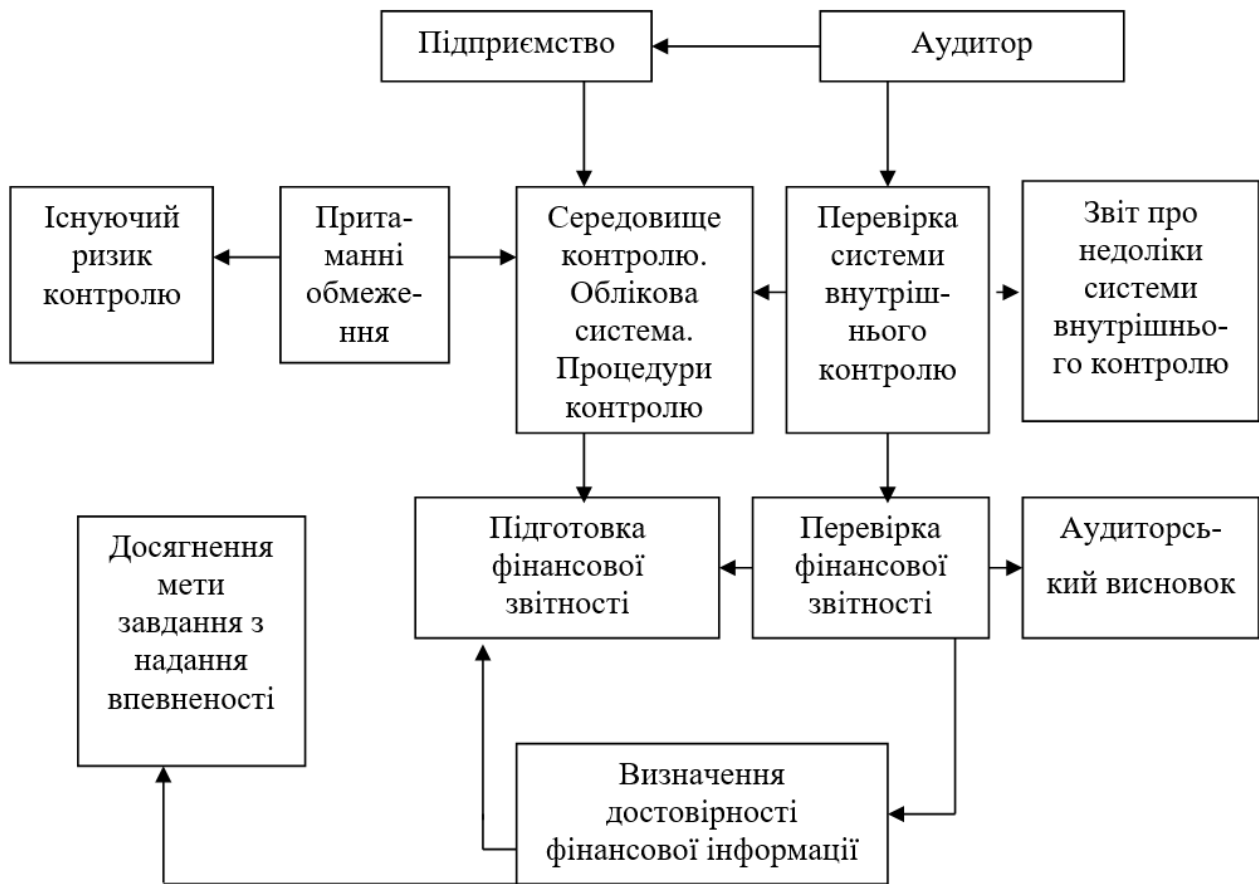 Підприємство
Аудитор
Існуючий
ризик
контролю
Прита-
манні
обмеже-
ння
Середовище
контролю.
Облікова
система.
Процедури
контролю
Перевірка
системи
внутріш-
нього
контролю
Звіт про
недоліки
системи
внутрішньо-
го контролю
Досягнення
мети
завдання з
надання
впевненості
Підготовка
фінансової
звітності
Перевірка
фінансової
звітності
Аудиторсь-
кий висновок
Визначення
достовірності
фінансової інформації